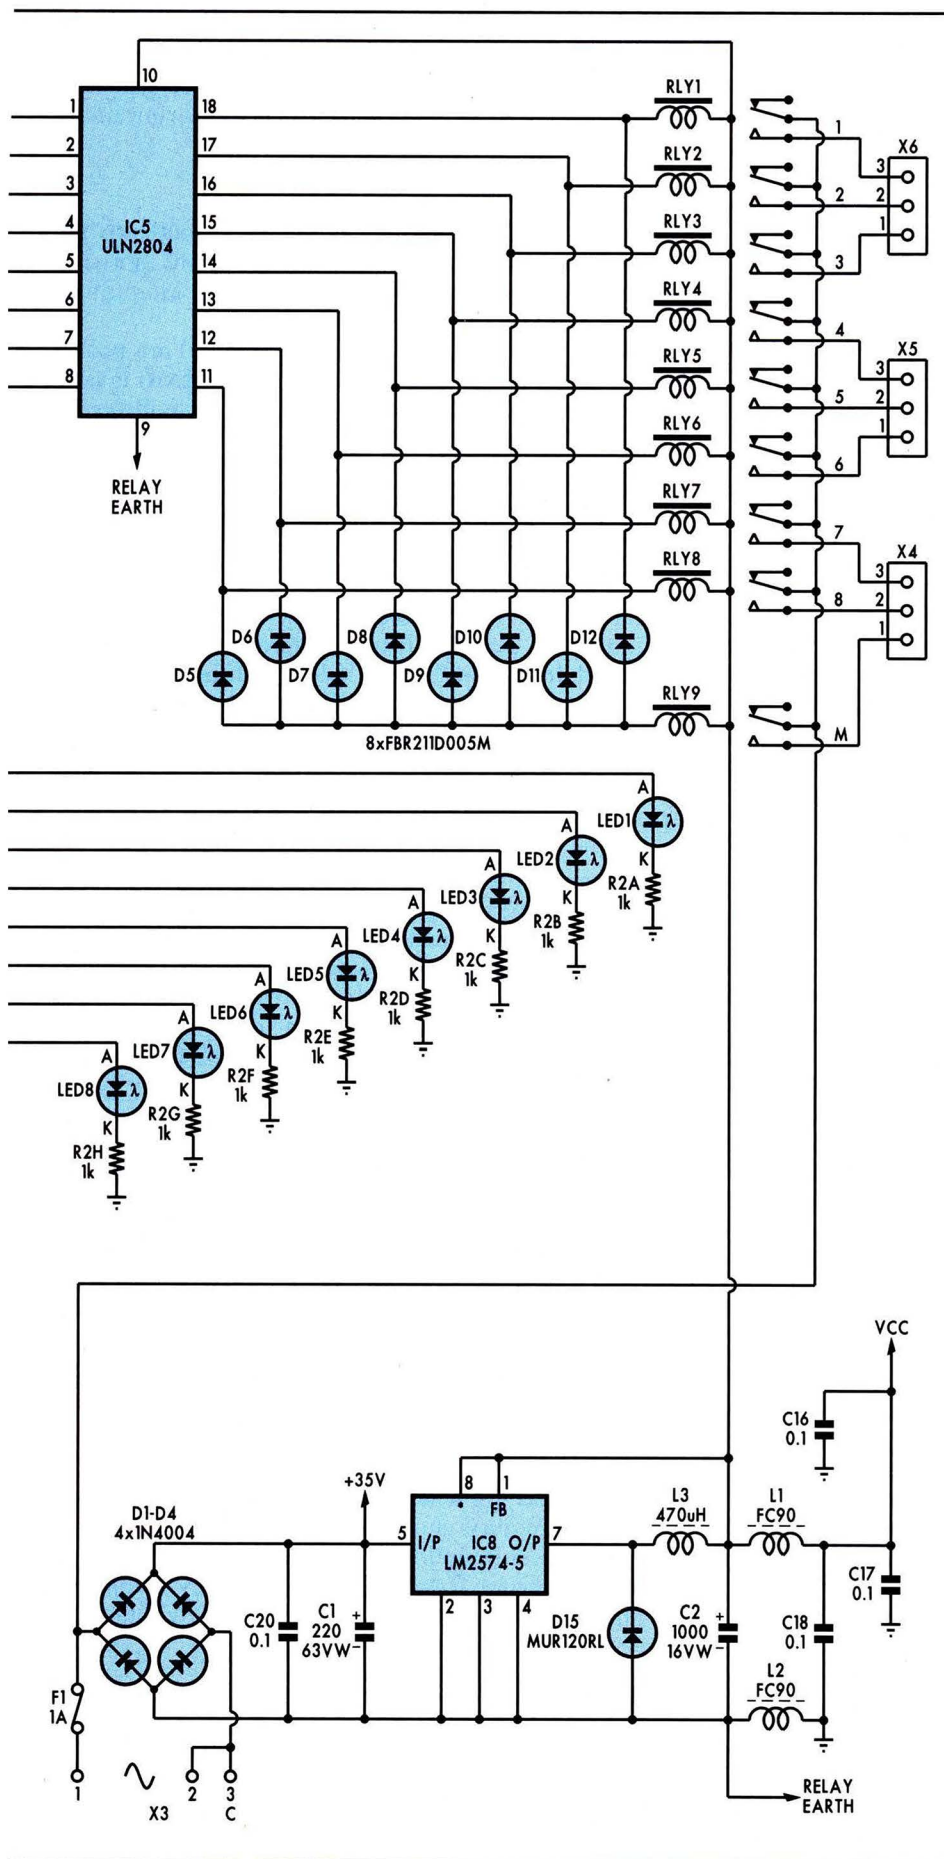 10
RLY1
1
18
1
X6
2
17
RLY2
3
3
16
2
2
IC5
ULN2804
4
15
RLY3
1
5
14
3
6
13
RLY4
7
12
4
X5
8
11
RLY5
3
9
5
2
RLY6
1
RELAY
EARTH
6
RLY7
7
X4
RLY8
3
8
2
D6
D8
D10
D12
1
D5
D7
D9
D11
RLY9
M
8xFBR211D005M
A
LED1
λ
K
R2A
1k
A
LED2
λ
K
R2B
1k
A
LED3
λ
K
R2C
1k
A
LED4
λ
K
R2D
1k
A
LED5
λ
K
R2E
1k
A
LED6
λ
K
R2F
1k
A
LED7
λ
K
R2G
1k
A
LED8
λ
K
R2H
1k
VCC
C16
0.1
+35V
8
1
*
FB
D1-D4
4x1N4004
5
I/P
IC8
O/P
7
LM2574-5
L3
470uH
L1
FC90
C17
0.1
2
3
4
C20
0.1
C1
220
63VW
+
−
D15
MUR120RL
C2
1000
16VW
+
−
C18
0.1
L2
FC90
F1
1A
1
X3
2
3
C
RELAY
EARTH